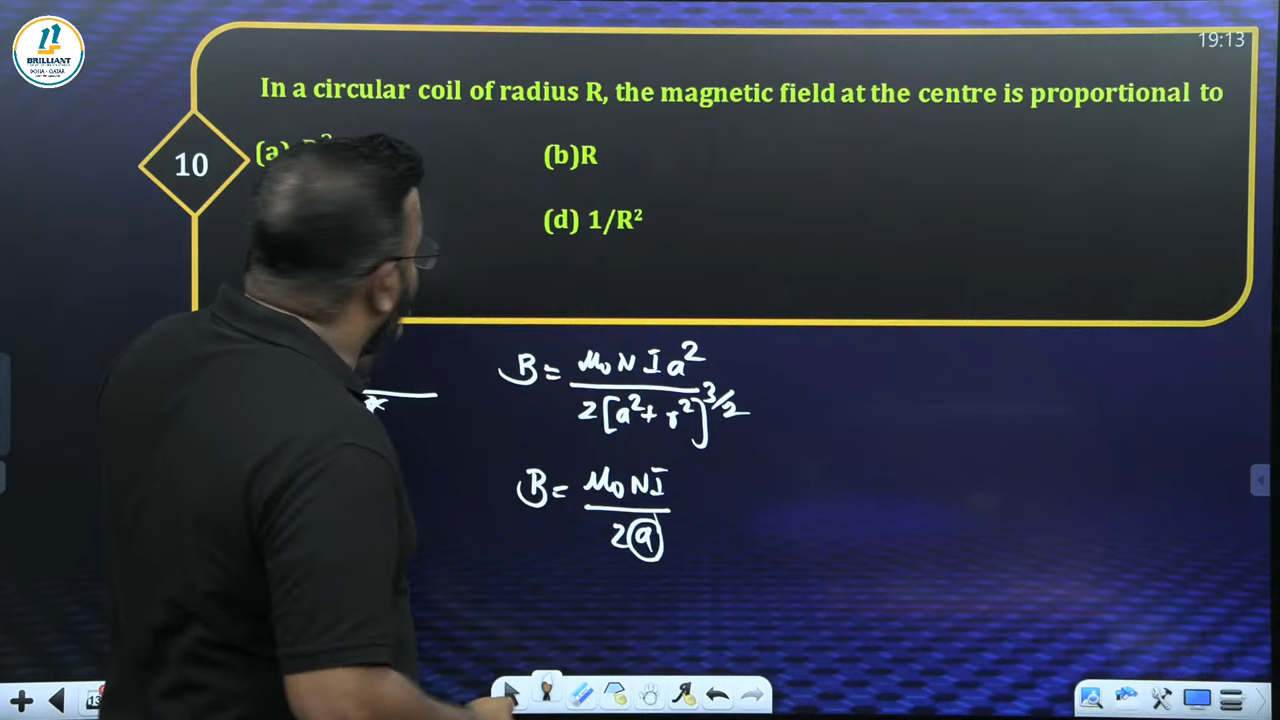 BRILLIANT
DOHA - QATAR
19:13
In a circular coil of radius R, the magnetic field at the centre is proportional to
10
(a)
(b)R
(d) 1/R²
B = μ₀NIa² / 2[a²+r²]^3/2
B = μ₀NI / 2a
13